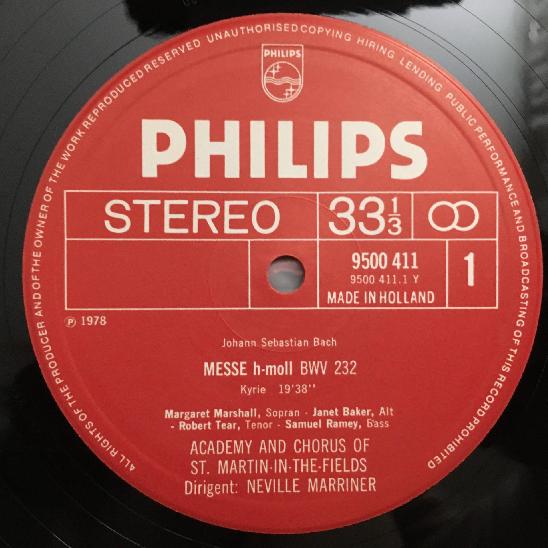 ALL RIGHTS OF THE PRODUCER AND OF THE OWNER OF THE WORK REPRODUCED RESERVED UNAUTHORISED COPYING HIRING LENDING PUBLIC PERFORMANCE AND BROADCASTING OF THIS RECORD PROHIBITED
PHILIPS
PHILIPS
STEREO 33 1/3
9500 411
9500 411.1 Y
MADE IN HOLLAND
1
℗ 1978
Johann Sebastian Bach
MESSE h-moll BWV 232
Kyrie 19'38''
Margaret Marshall, Sopran - Janet Baker, Alt
- Robert Tear, Tenor - Samuel Ramey, Bass
ACADEMY AND CHORUS OF
ST. MARTIN-IN-THE-FIELDS
Dirigent: NEVILLE MARRINER